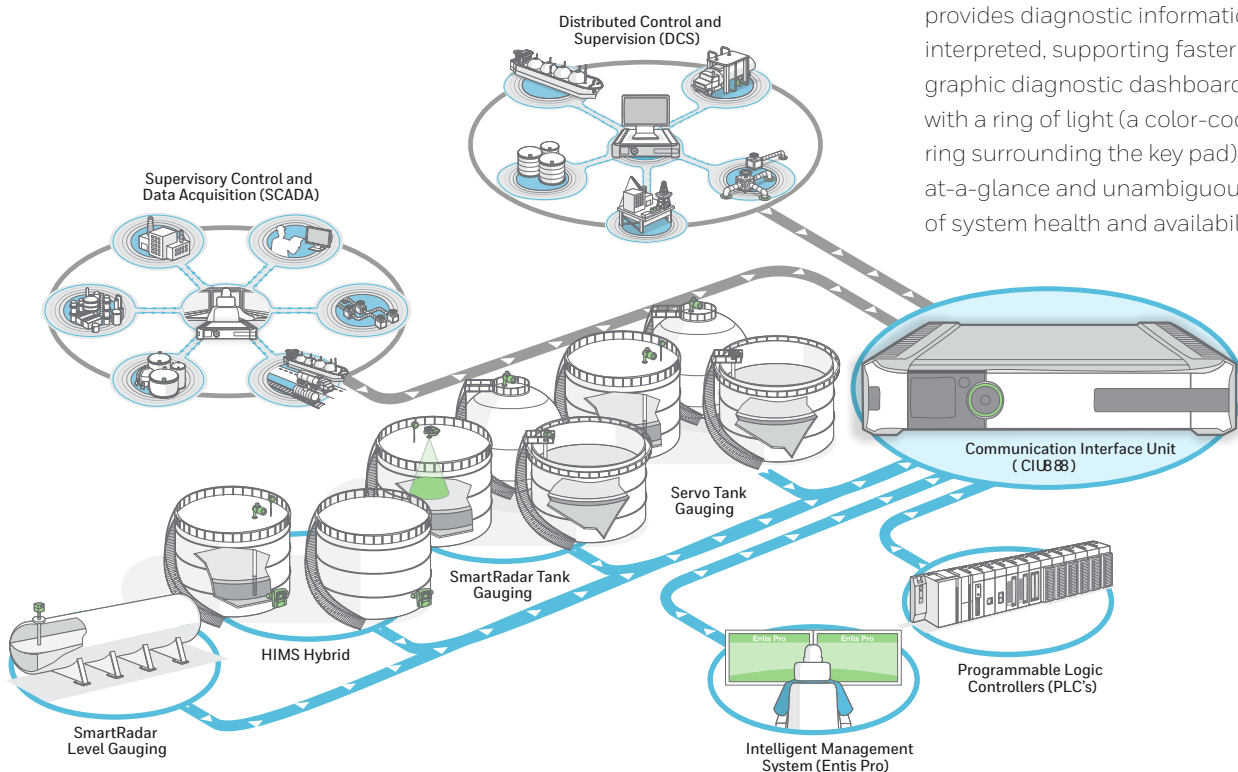 provides diagnostic informatio
interpreted, supporting faster
graphic diagnostic dashboard
with a ring of light (a color-coo
ring surrounding the key pad)
at-a-glance and unambiguou
of system health and availabil
Distributed Control and
Supervision (DCS)
Supervisory Control and
Data Acquisition (SCADA)
Communication Interface Unit
(CIU888)
Servo Tank
Gauging
SmartRadar Tank
Gauging
HIMS Hybrid
SmartRadar
Level Gauging
Entis Pro
Entis Pro
Intelligent Management
System (Entis Pro)
Programmable Logic
Controllers (PLC's)